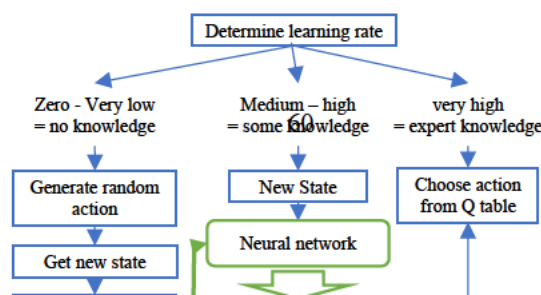 Determine learning rate
Zero - Very low
= no knowledge
Medium – high
= some knowledge
60
very high
= expert knowledge
Generate random
action
New State
Choose action
from Q table
Get new state
Neural network